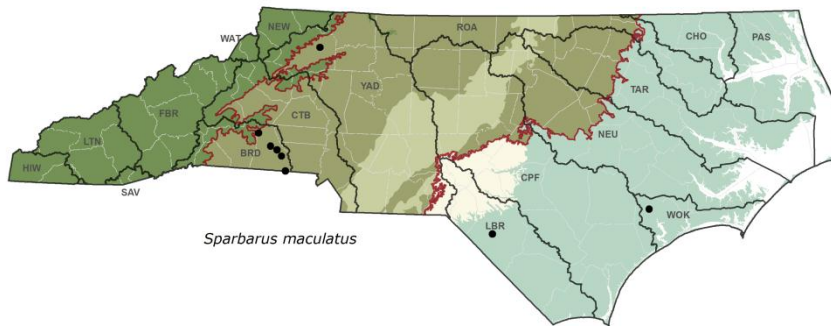 NEW
WAT
ROA
CHO
PAS
YAD
TAR
FBR
CTB
LTN
NEU
BRD
HIW
CPF
SAV
WOK
LBR
Sparbarus maculatus